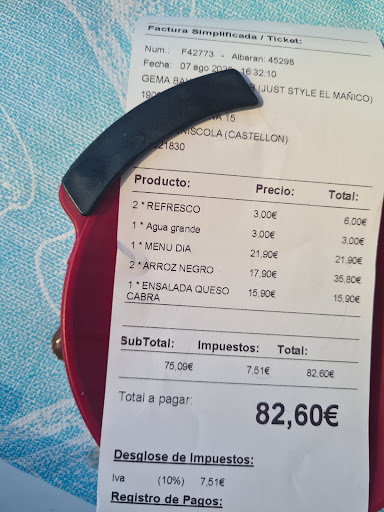 Factura Simplificada / Ticket:
Num.: F42773 - Albaran: 45298
Fecha: 07 ago 16:32:10
GEMA (JUST STYLE EL MAÑICO)
15
(CASTELLON)
21830
Producto: Precio: Total:
2 * REFRESCO 3,00€ 6,00€
1 * Agua grande 3,00€ 3,00€
1 * MENU DIA 21,90€ 21,90€
2 * ARROZ NEGRO 17,90€ 35,80€
1 * ENSALADA QUESO 15,90€ 15,90€
CABRA
SubTotal: Impuestos: Total:
75,09€ 7,51€ 82,60€
Total a pagar:
82,60€
Desglose de Impuestos:
Iva (10%) 7,51€
Registro de Pagos: